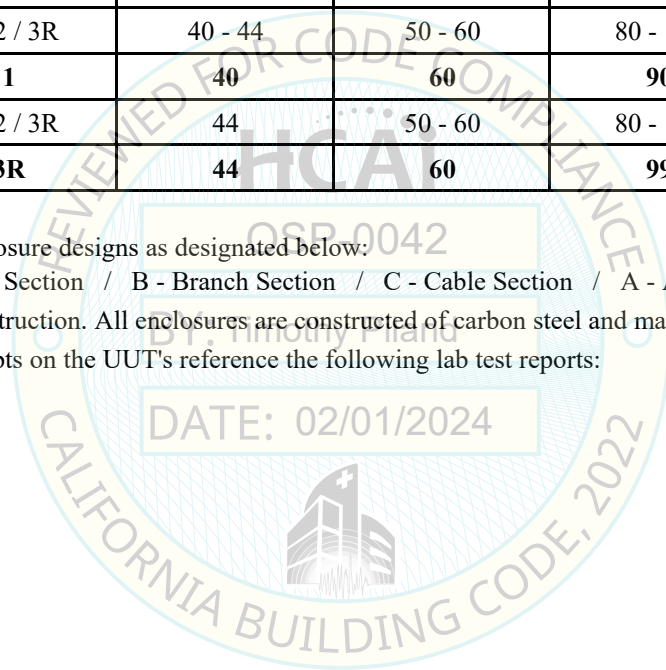 2 / 3R 40 - 44 50 - 60 80 -
1 40 60 90
2 / 3R 44 50 - 60 80 -
3R 44 60 99
osure designs as designated below:
Section / B - Branch Section / C - Cable Section / A -
truction. All enclosures are constructed of carbon steel and ma
pts on the UUT's reference the following lab test reports:
REVIEWED FOR CODE COMPLIANCE
HCAi
OSP-0042
BY: Timothy Piland
DATE: 02/01/2024
CALIFORNIA BUILDING CODE, 2022